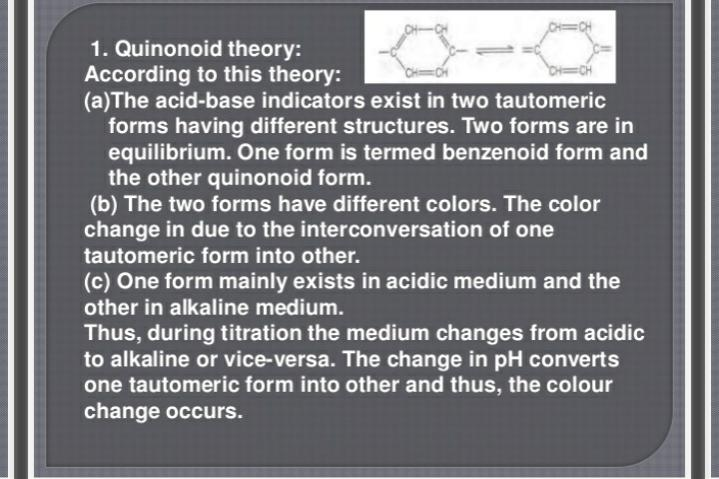 CH—CH CH=CH
1. Quinonoid theory: –C C– ⇌ =C C=
According to this theory: CH=CH CH=CH
(a)The acid-base indicators exist in two tautomeric
forms having different structures. Two forms are in
equilibrium. One form is termed benzenoid form and
the other quinonoid form.
(b) The two forms have different colors. The color
change in due to the interconversation of one
tautomeric form into other.
(c) One form mainly exists in acidic medium and the
other in alkaline medium.
Thus, during titration the medium changes from acidic
to alkaline or vice-versa. The change in pH converts
one tautomeric form into other and thus, the colour
change occurs.